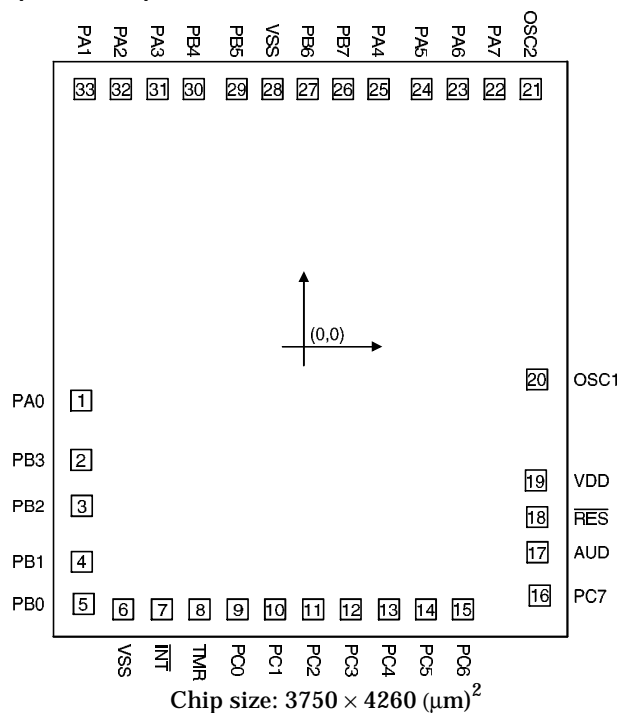 PA1 PA2 PA3 PB4 PB5 VSS PB6 PB7 PA4 PA5 PA6 PA7 OSC2
33 32 31 30 29 28 27 26 25 24 23 22 21
(0,0)
20 OSC1
PA0 1
PB3 2
19 VDD
PB2 3
18 RES
17 AUD
PB1 4
16 PC7
PB0 5
6 7 8 9 10 11 12 13 14 15
VSS INT TMR PC0 PC1 PC2 PC3 PC4 PC5 PC6
Chip size: 3750 × 4260 (μm)²